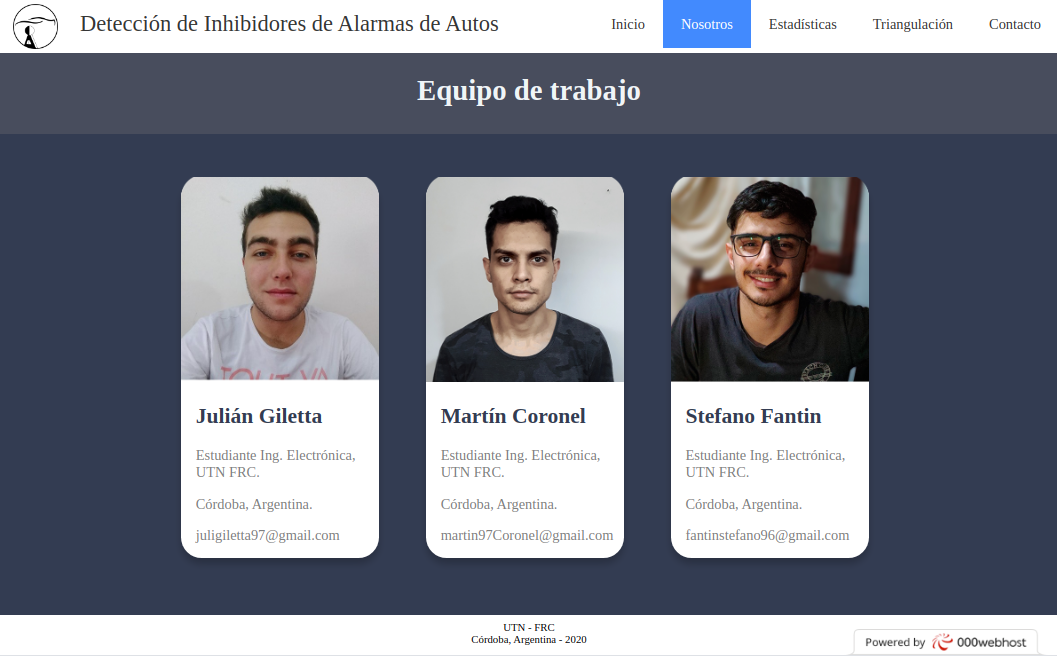 Detección de Inhibidores de Alarmas de Autos
Inicio
Nosotros
Estadísticas
Triangulación
Contacto
Equipo de trabajo
TOUT VA
Julián Giletta
Estudiante Ing. Electrónica,
UTN FRC.
Córdoba, Argentina.
juligiletta97@gmail.com
Martín Coronel
Estudiante Ing. Electrónica,
UTN FRC.
Córdoba, Argentina.
martin97Coronel@gmail.com
Stefano Fantin
Estudiante Ing. Electrónica,
UTN FRC.
Córdoba, Argentina.
fantinstefano96@gmail.com
UTN - FRC
Córdoba, Argentina - 2020
Powered by 000webhost